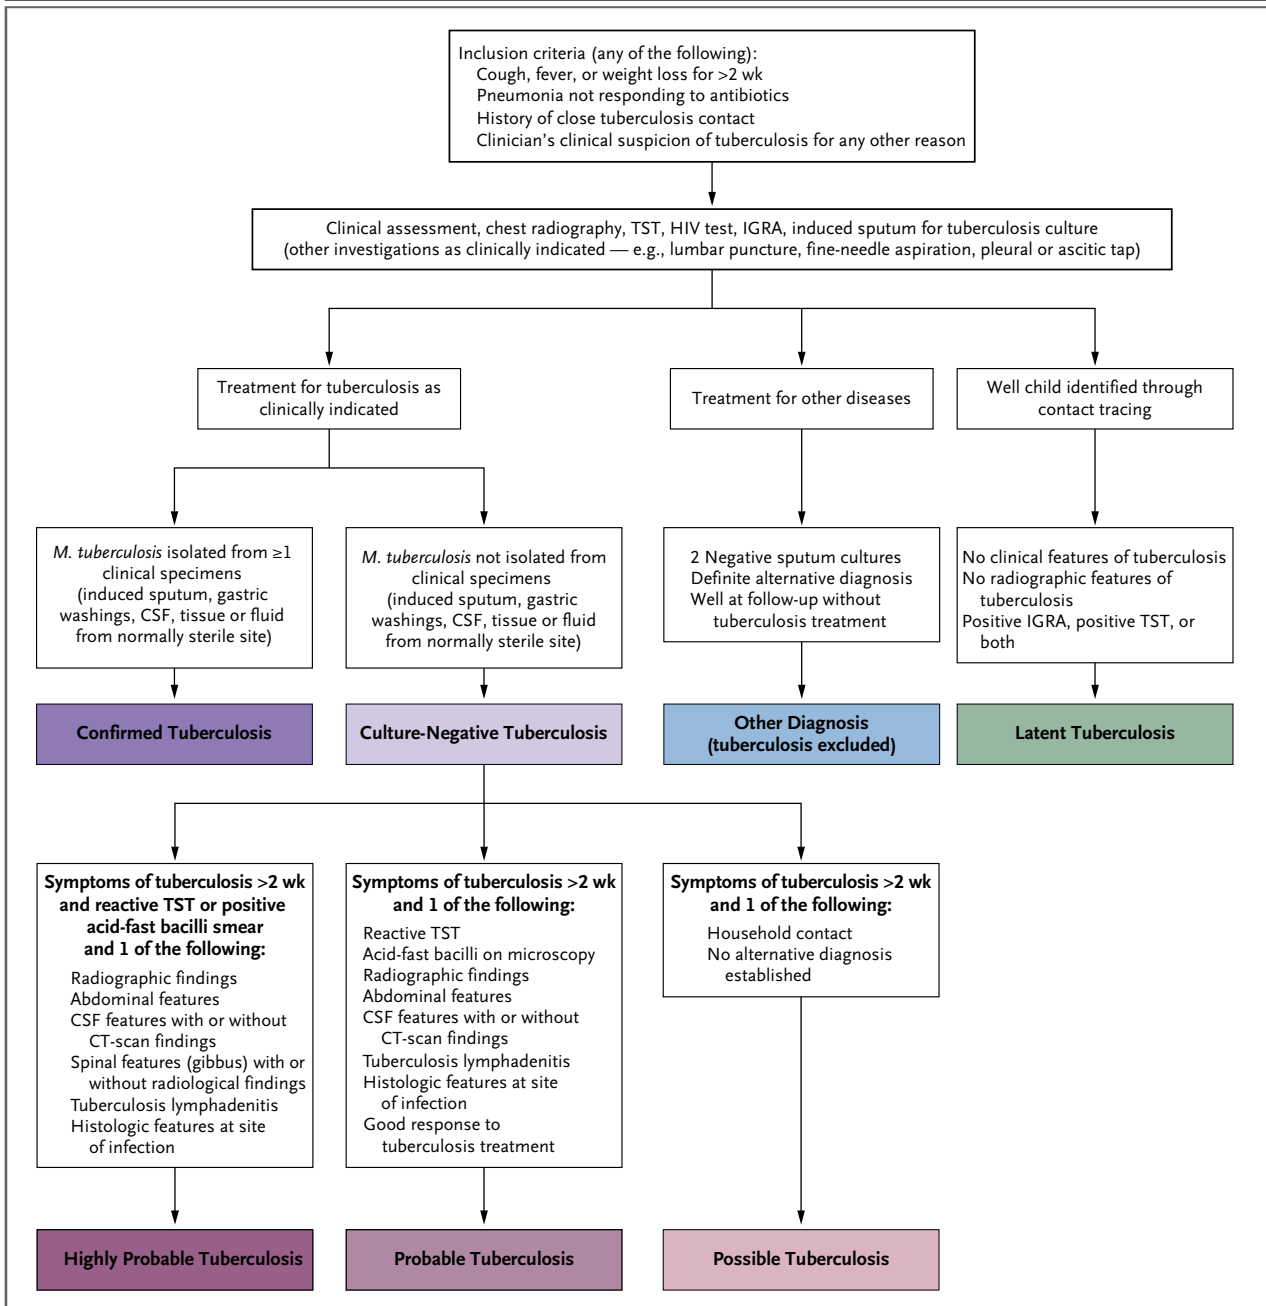 Inclusion criteria (any of the following):
Cough, fever, or weight loss for >2 wk
Pneumonia not responding to antibiotics
History of close tuberculosis contact
Clinician’s clinical suspicion of tuberculosis for any other reason
Clinical assessment, chest radiography, TST, HIV test, IGRA, induced sputum for tuberculosis culture
(other investigations as clinically indicated — e.g., lumbar puncture, fine-needle aspiration, pleural or ascitic tap)
Treatment for tuberculosis as
clinically indicated
Treatment for other diseases
Well child identified through
contact tracing
M. tuberculosis isolated from ≥1
clinical specimens
(induced sputum, gastric
washings, CSF, tissue or fluid
from normally sterile site)
M. tuberculosis not isolated from
clinical specimens
(induced sputum, gastric
washings, CSF, tissue or fluid
from normally sterile site)
2 Negative sputum cultures
Definite alternative diagnosis
Well at follow-up without
tuberculosis treatment
No clinical features of tuberculosis
No radiographic features of
tuberculosis
Positive IGRA, positive TST, or
both
Confirmed Tuberculosis
Culture-Negative Tuberculosis
Other Diagnosis
(tuberculosis excluded)
Latent Tuberculosis
Symptoms of tuberculosis >2 wk
and reactive TST or positive
acid-fast bacilli smear
and 1 of the following:
Radiographic findings
Abdominal features
CSF features with or without
CT-scan findings
Spinal features (gibbus) with or
without radiological findings
Tuberculosis lymphadenitis
Histologic features at site
of infection
Symptoms of tuberculosis >2 wk
and 1 of the following:
Reactive TST
Acid-fast bacilli on microscopy
Radiographic findings
Abdominal features
CSF features with or without
CT-scan findings
Tuberculosis lymphadenitis
Histologic features at site
of infection
Good response to
tuberculosis treatment
Symptoms of tuberculosis >2 wk
and 1 of the following:
Household contact
No alternative diagnosis
established
Highly Probable Tuberculosis
Probable Tuberculosis
Possible Tuberculosis